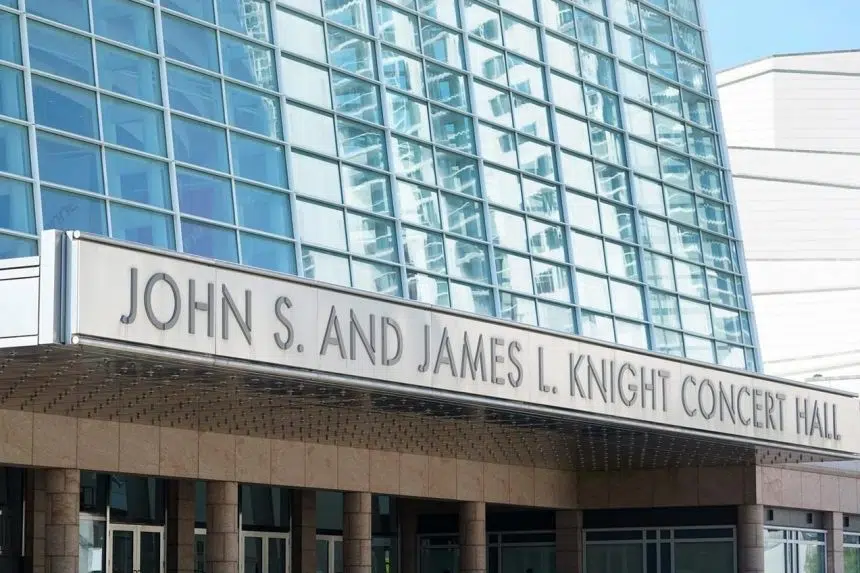 JOHN S. AND JAMES L. KNIGHT CONCERT HALL